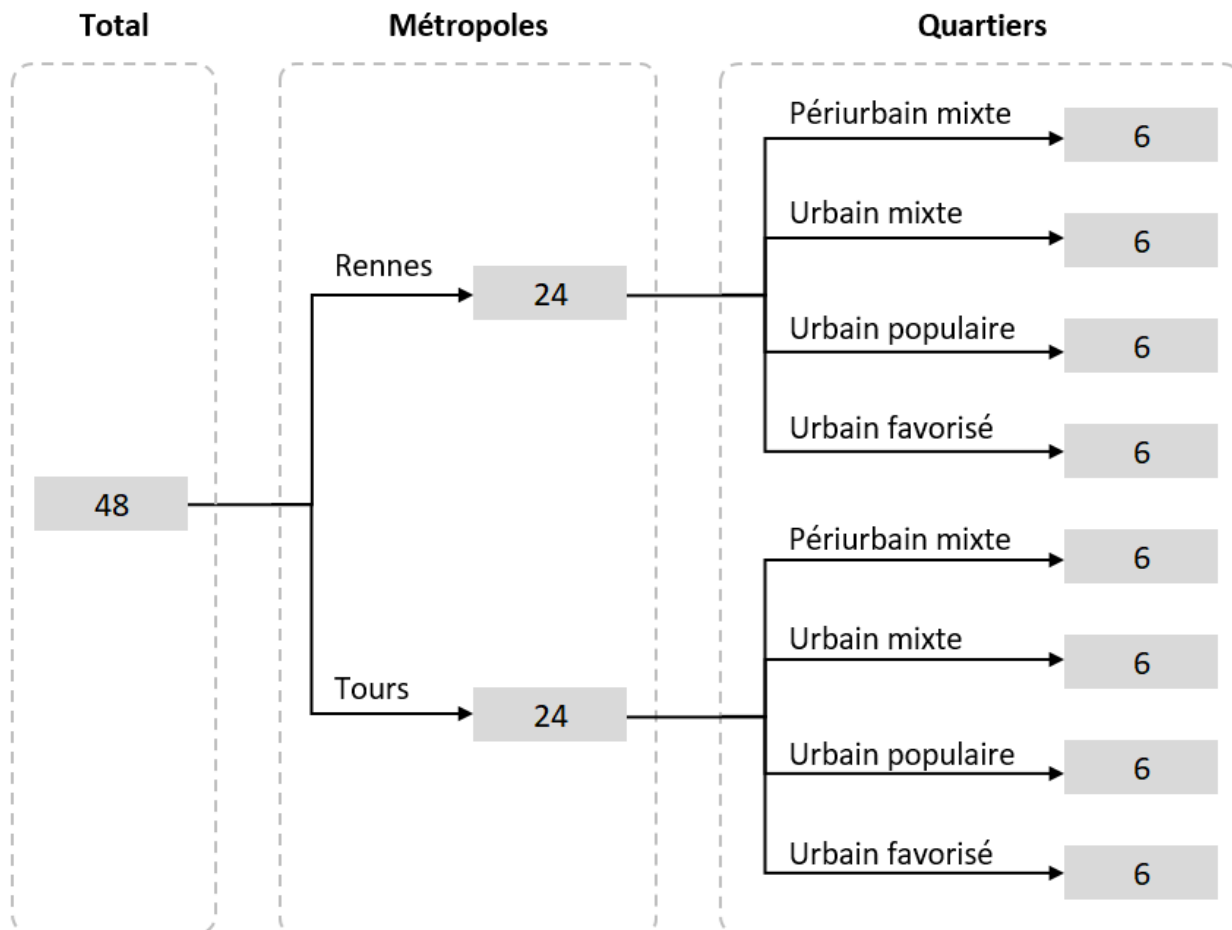 Total
Métropoles
Quartiers
48
Rennes
24
Périurbain mixte
6
Urbain mixte
6
Urbain populaire
6
Urbain favorisé
6
Tours
24
Périurbain mixte
6
Urbain mixte
6
Urbain populaire
6
Urbain favorisé
6